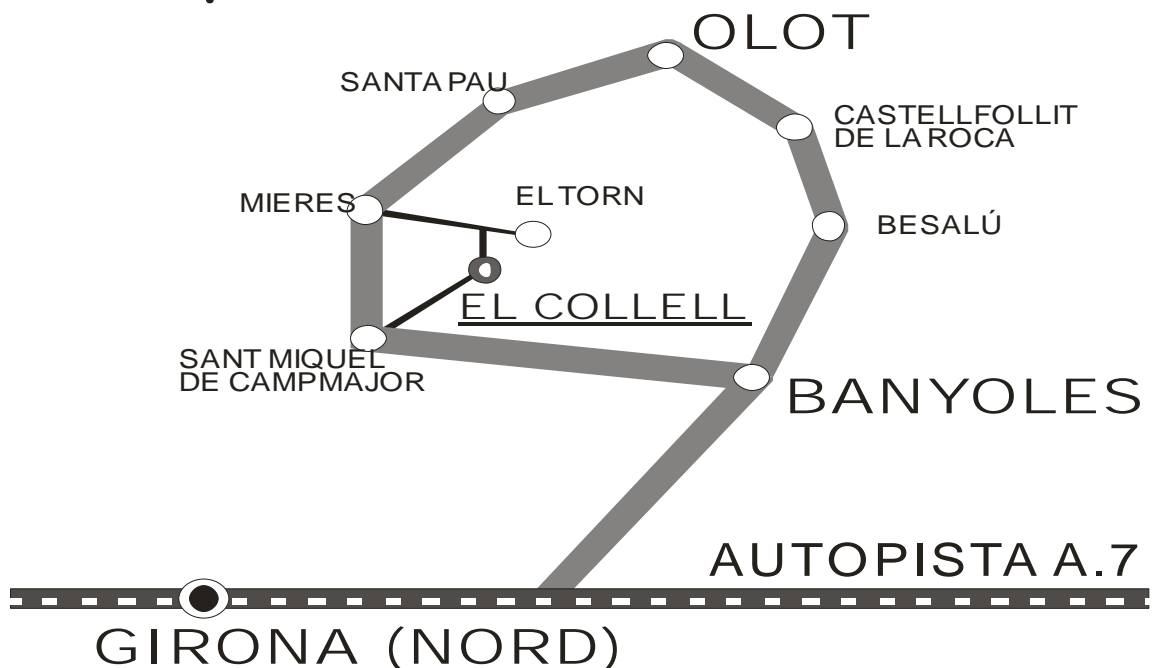 OLOT
SANTA PAU
CASTELLFOLLIT
DE LA ROCA
MIERES
EL TORN
BESALÚ
EL COLLELL
SANT MIQUEL
DE CAMPMAJOR
BANYOLES
AUTOPISTA A.7
GIRONA (NORD)